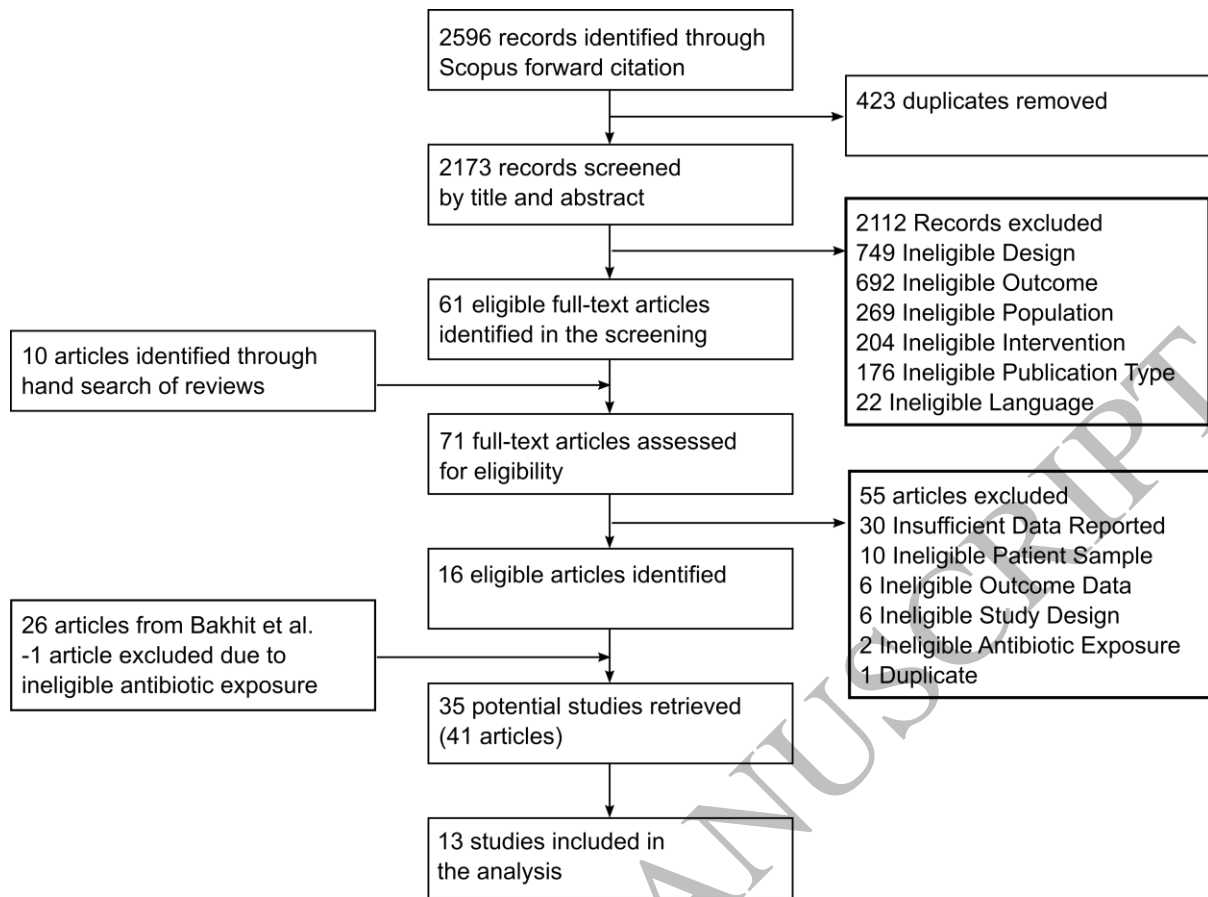 2596 records identified through
Scopus forward citation
423 duplicates removed
2173 records screened
by title and abstract
2112 Records excluded
749 Ineligible Design
692 Ineligible Outcome
269 Ineligible Population
204 Ineligible Intervention
176 Ineligible Publication Type
22 Ineligible Language
61 eligible full-text articles
identified in the screening
10 articles identified through
hand search of reviews
71 full-text articles assessed
for eligibility
55 articles excluded
30 Insufficient Data Reported
10 Ineligible Patient Sample
6 Ineligible Outcome Data
6 Ineligible Study Design
2 Ineligible Antibiotic Exposure
1 Duplicate
16 eligible articles identified
26 articles from Bakhit et al.
-1 article excluded due to
ineligible antibiotic exposure
35 potential studies retrieved
(41 articles)
13 studies included in
the analysis
ANUSCRIPT